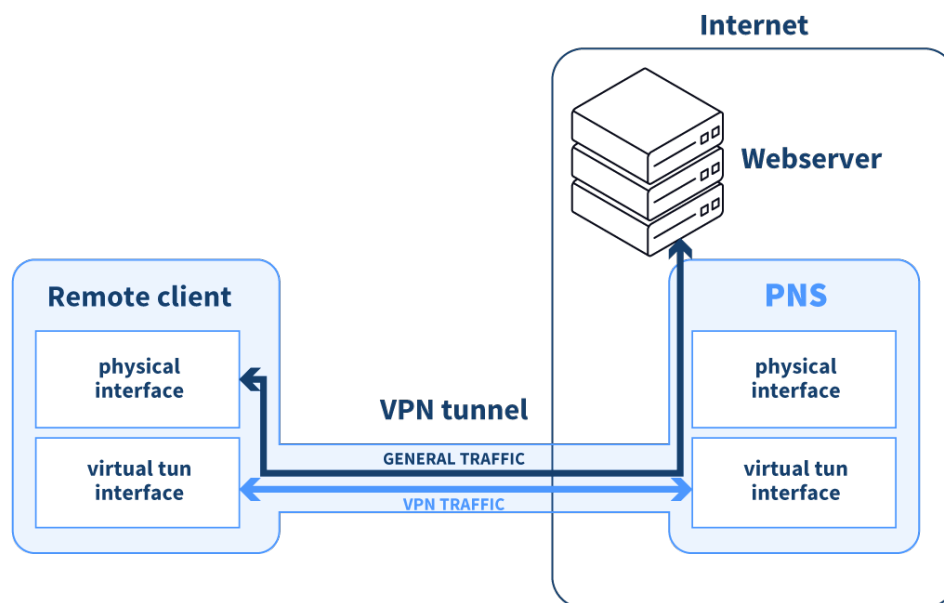 Internet
Webserver
Remote client
physical
interface
virtual tun
interface
VPN tunnel
GENERAL TRAFFIC
VPN TRAFFIC
PNS
physical
interface
virtual tun
interface